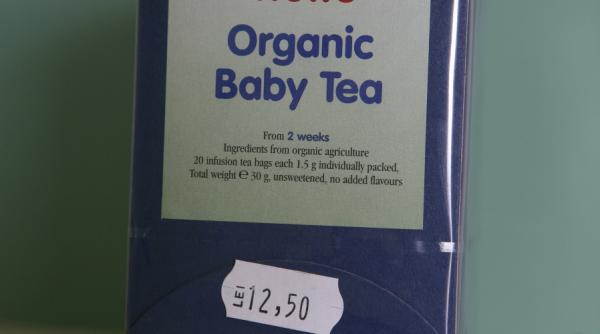 Organic
Baby Tea
From 2 weeks
Ingredients from organic agriculture
20 infusion tea bags each 1.5 g individually packed,
Total weight ℮ 30 g, unsweetened, no added flavours
LEI 12,50